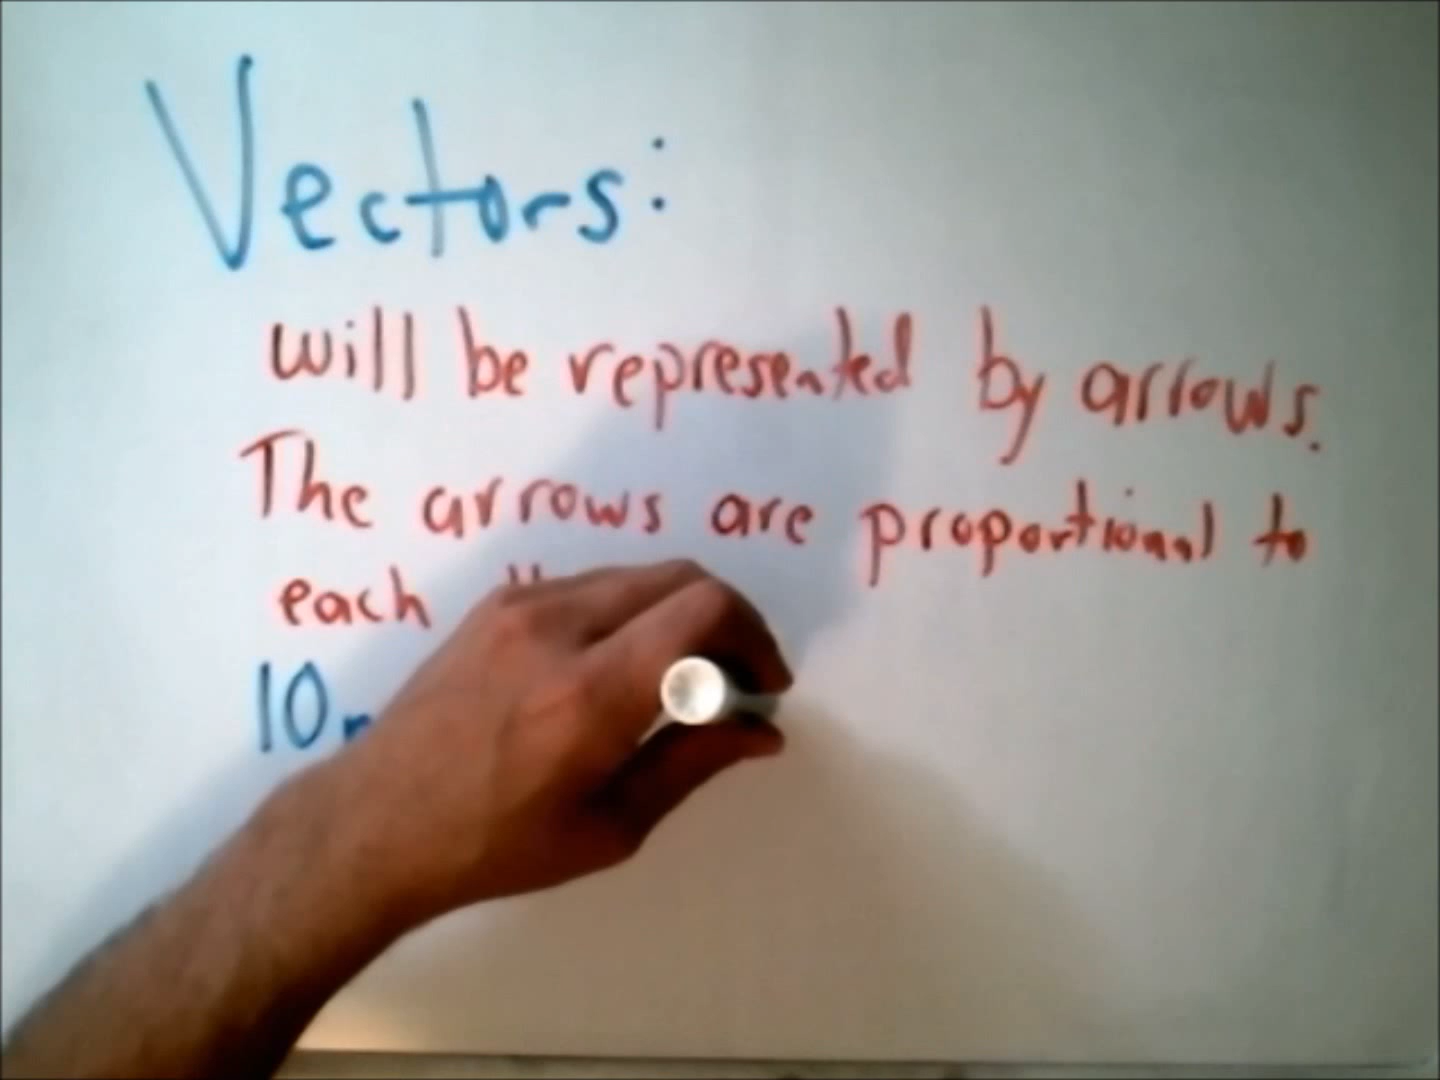 Vectors:
will be represented by arrows.
The arrows are proportional to
each
10